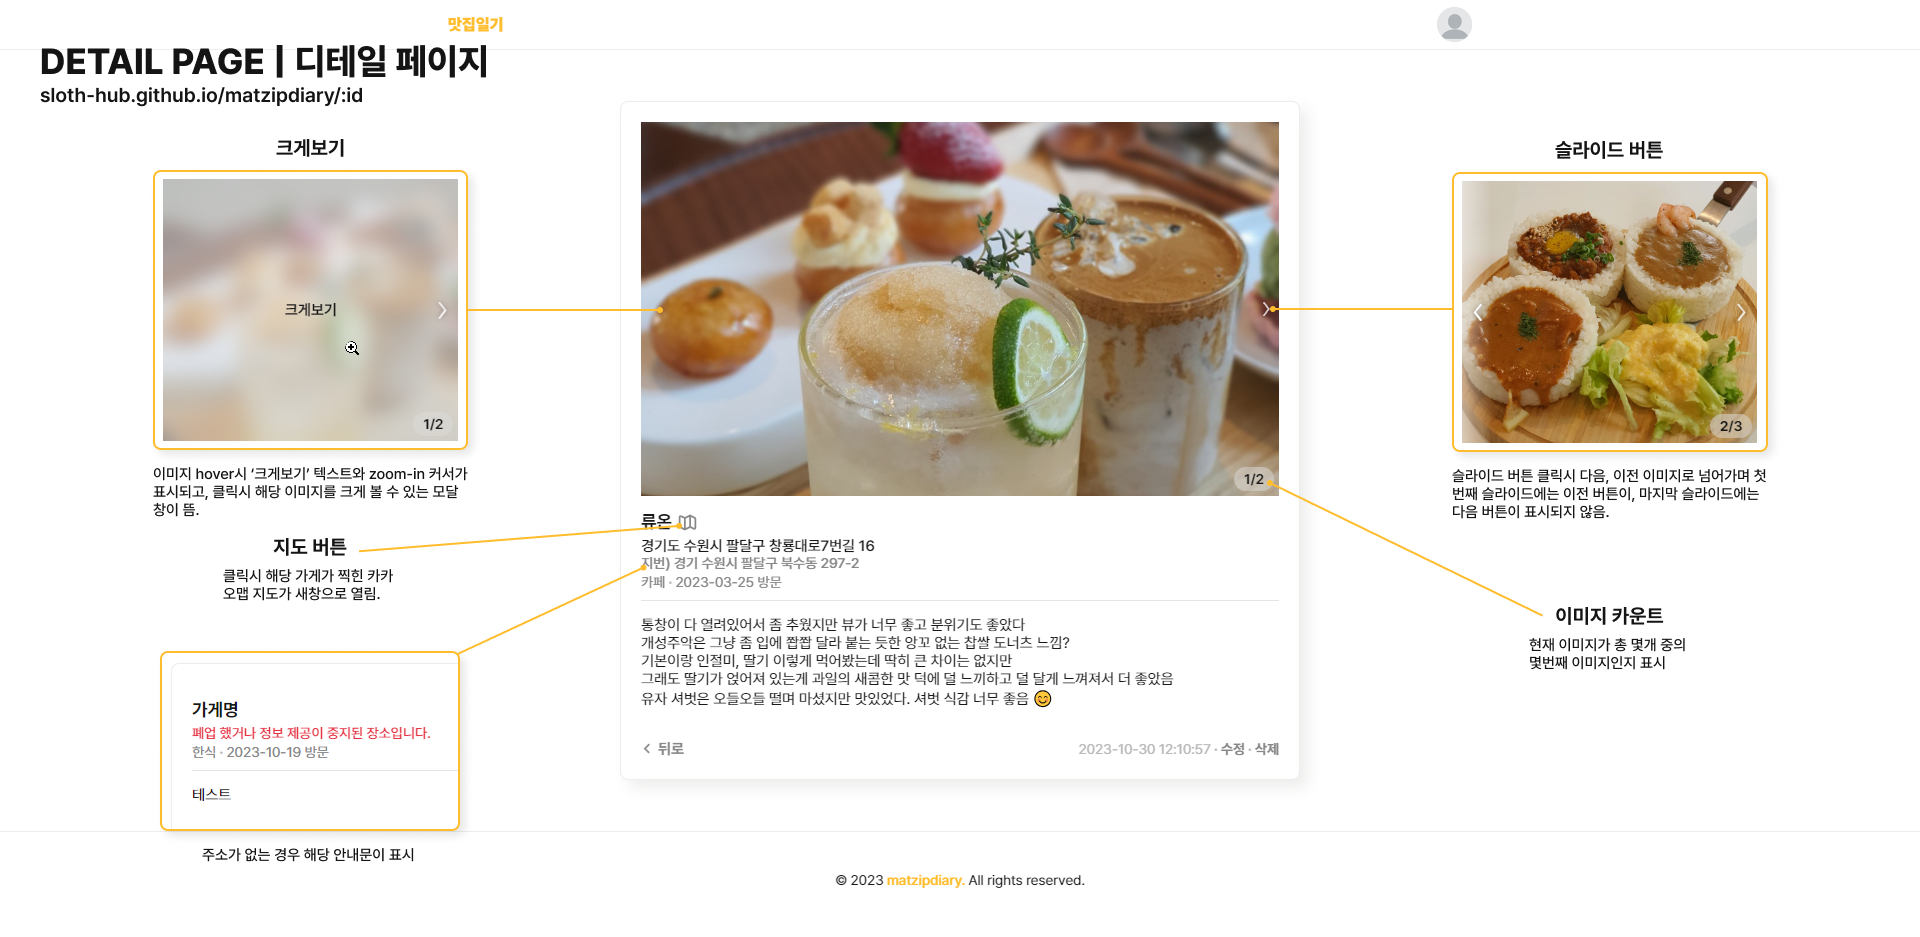 맛집일기
DETAIL PAGE | 디테일 페이지
sloth-hub.github.io/matzipdiary/:id
크게보기
크게보기
1/2
이미지 hover시 ‘크게보기’ 텍스트와 zoom-in 커서가
표시되고, 클릭시 해당 이미지를 크게 볼 수 있는 모달
창이 뜸.
지도 버튼
클릭시 해당 가게가 찍힌 카카
오맵 지도가 새창으로 열림.
가게명
폐업 했거나 정보 제공이 중지된 장소입니다.
한식 · 2023-10-19 방문
테스트
주소가 없는 경우 해당 안내문이 표시
1/2
류온
경기도 수원시 팔달구 창룡대로7번길 16
지번) 경기 수원시 팔달구 북수동 297-2
카페 · 2023-03-25 방문
통창이 다 열려있어서 좀 추웠지만 뷰가 너무 좋고 분위기도 좋았다
개성주악은 그냥 좀 입에 짭짭 달라 붙는 듯한 앙꼬 없는 찹쌀 도너츠 느낌?
기본이랑 인절미, 딸기 이렇게 먹어봤는데 딱히 큰 차이는 없지만
그래도 딸기가 얹어져 있는게 과일의 새콤한 맛 덕에 덜 느끼하고 덜 달게 느껴져서 더 좋았음
유자 셔벗은 오들오들 떨며 마셨지만 맛있었다. 셔벗 식감 너무 좋음 😊
뒤로
2023-10-30 12:10:57 · 수정 · 삭제
슬라이드 버튼
2/3
슬라이드 버튼 클릭시 다음, 이전 이미지로 넘어가며 첫
번째 슬라이드에는 이전 버튼이, 마지막 슬라이드에는
다음 버튼이 표시되지 않음.
이미지 카운트
현재 이미지가 총 몇개 중의
몇번째 이미지인지 표시
© 2023 matzipdiary. All rights reserved.